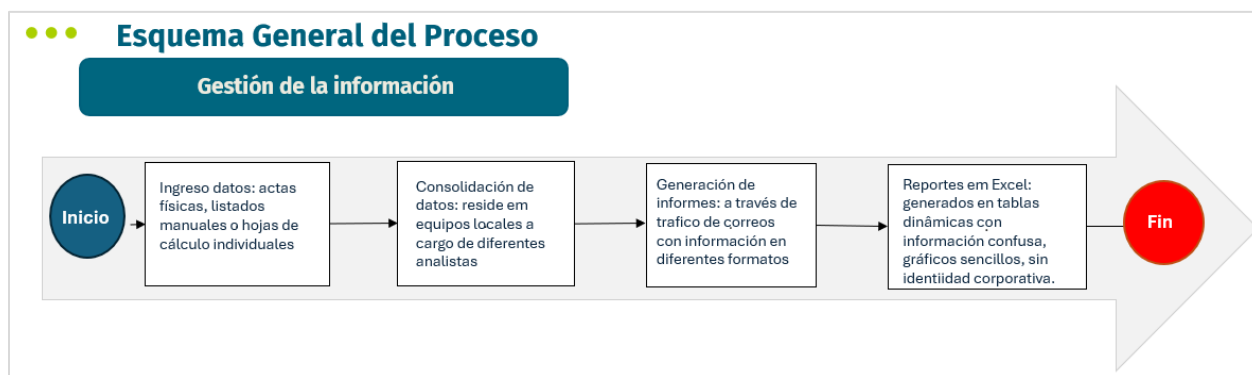 Esquema General del Proceso
Gestión de la información
Inicio
Ingreso datos: actas
físicas, listados
manuales o hojas de
cálculo individuales
Consolidación de
datos: reside em
equipos locales a
cargo de diferentes
analistas
Generación de
informes: a través de
trafico de correos
con información en
diferentes formatos
Reportes em Excel:
generados en tablas
dinámicas con
información confusa,
gráficos sencillos, sin
identiidad corporativa.
Fin